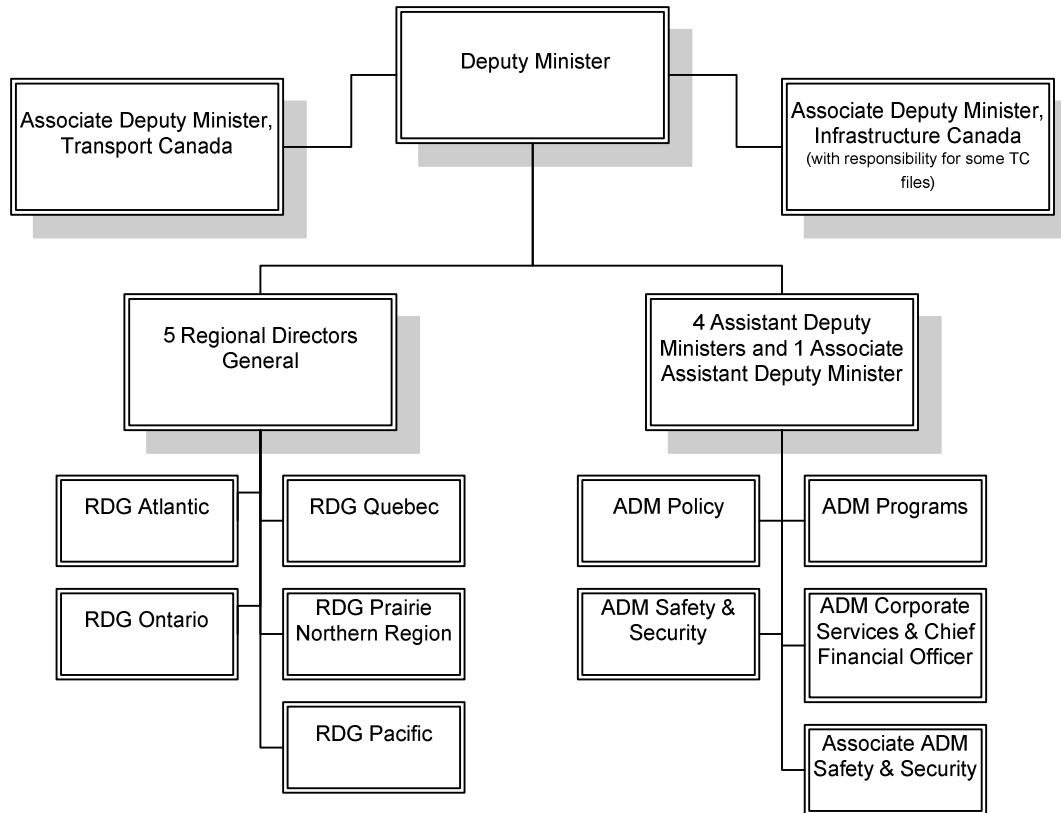 Deputy Minister
Associate Deputy Minister,
Transport Canada
Associate Deputy Minister,
Infrastructure Canada
(with responsibility for some TC
files)
5 Regional Directors
General
4 Assistant Deputy
Ministers and 1 Associate
Assistant Deputy Minister
RDG Atlantic
RDG Quebec
RDG Ontario
RDG Prairie
Northern Region
RDG Pacific
ADM Policy
ADM Programs
ADM Safety &
Security
ADM Corporate
Services & Chief
Financial Officer
Associate ADM
Safety & Security